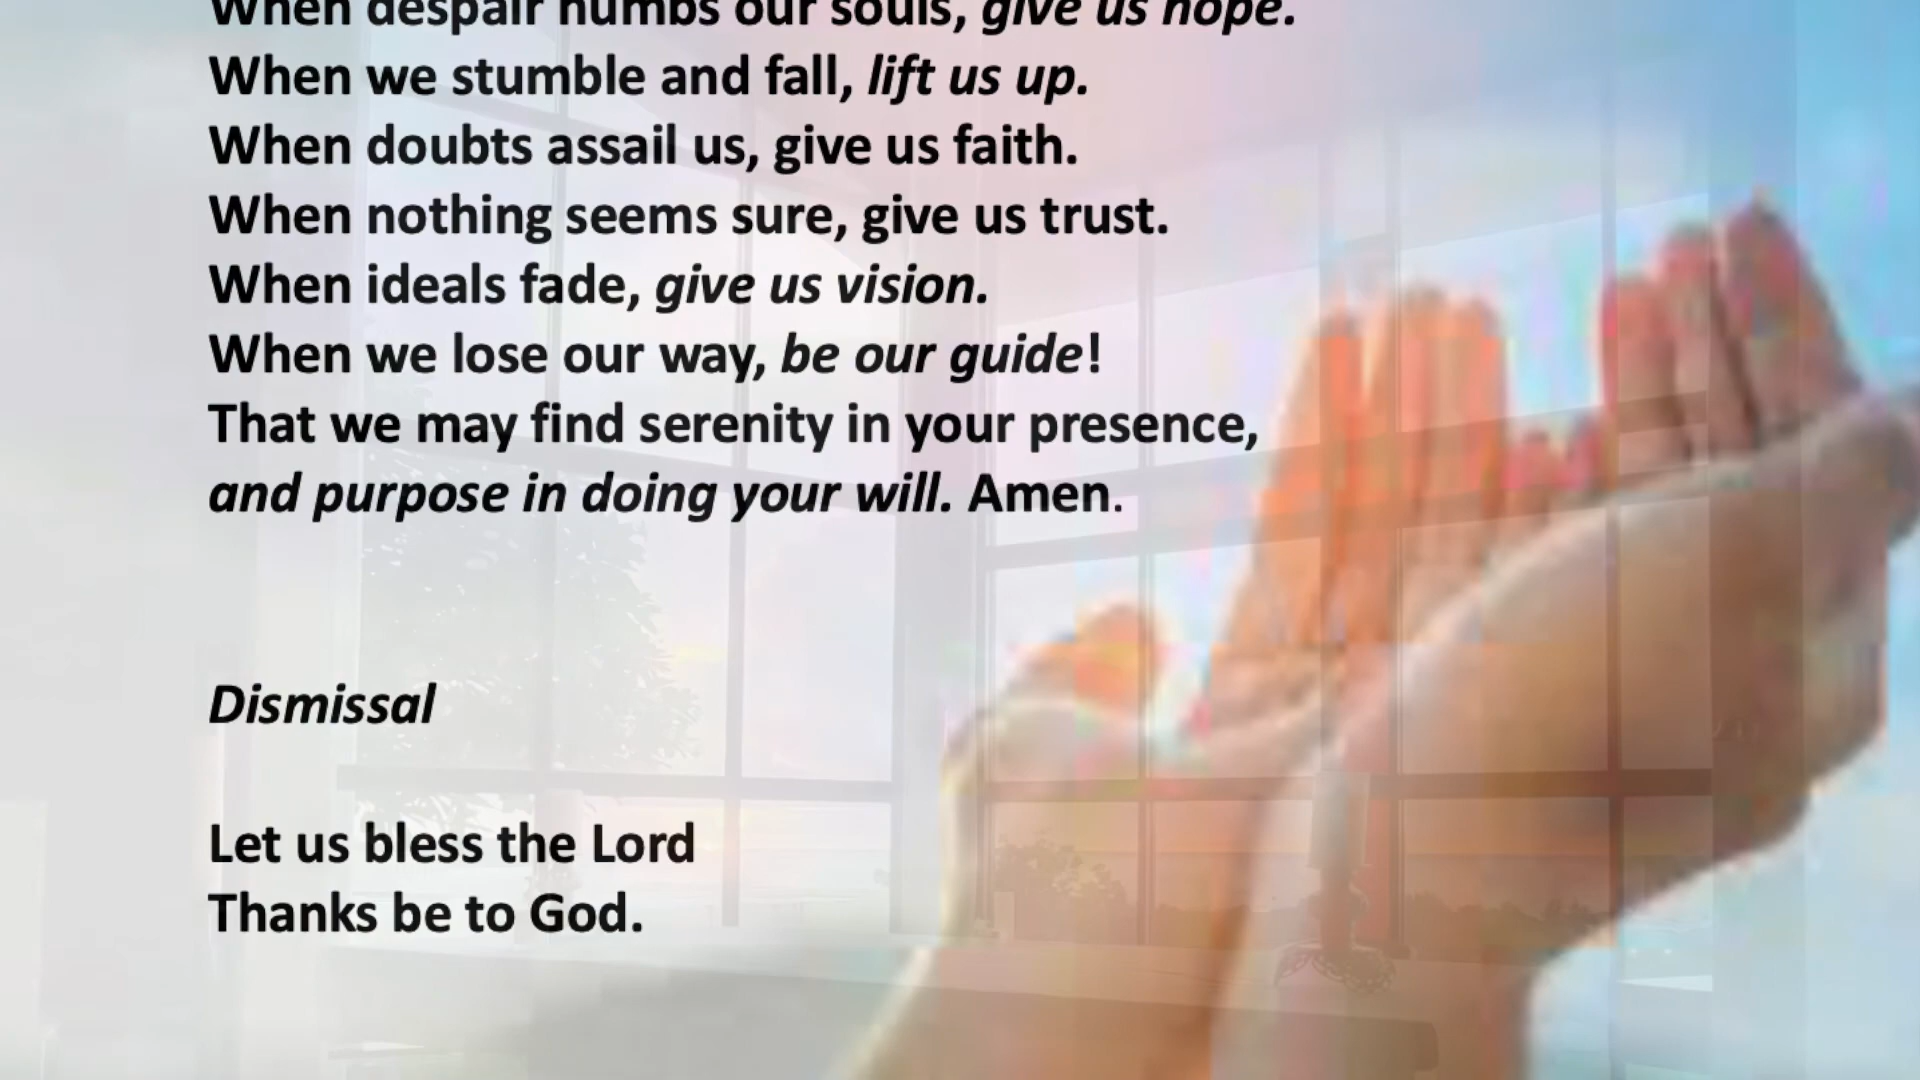 When despair numbs our souls, give us hope.
When we stumble and fall, lift us up.
When doubts assail us, give us faith.
When nothing seems sure, give us trust.
When ideals fade, give us vision.
When we lose our way, be our guide!
That we may find serenity in your presence,
and purpose in doing your will. Amen.
Dismissal
Let us bless the Lord
Thanks be to God.